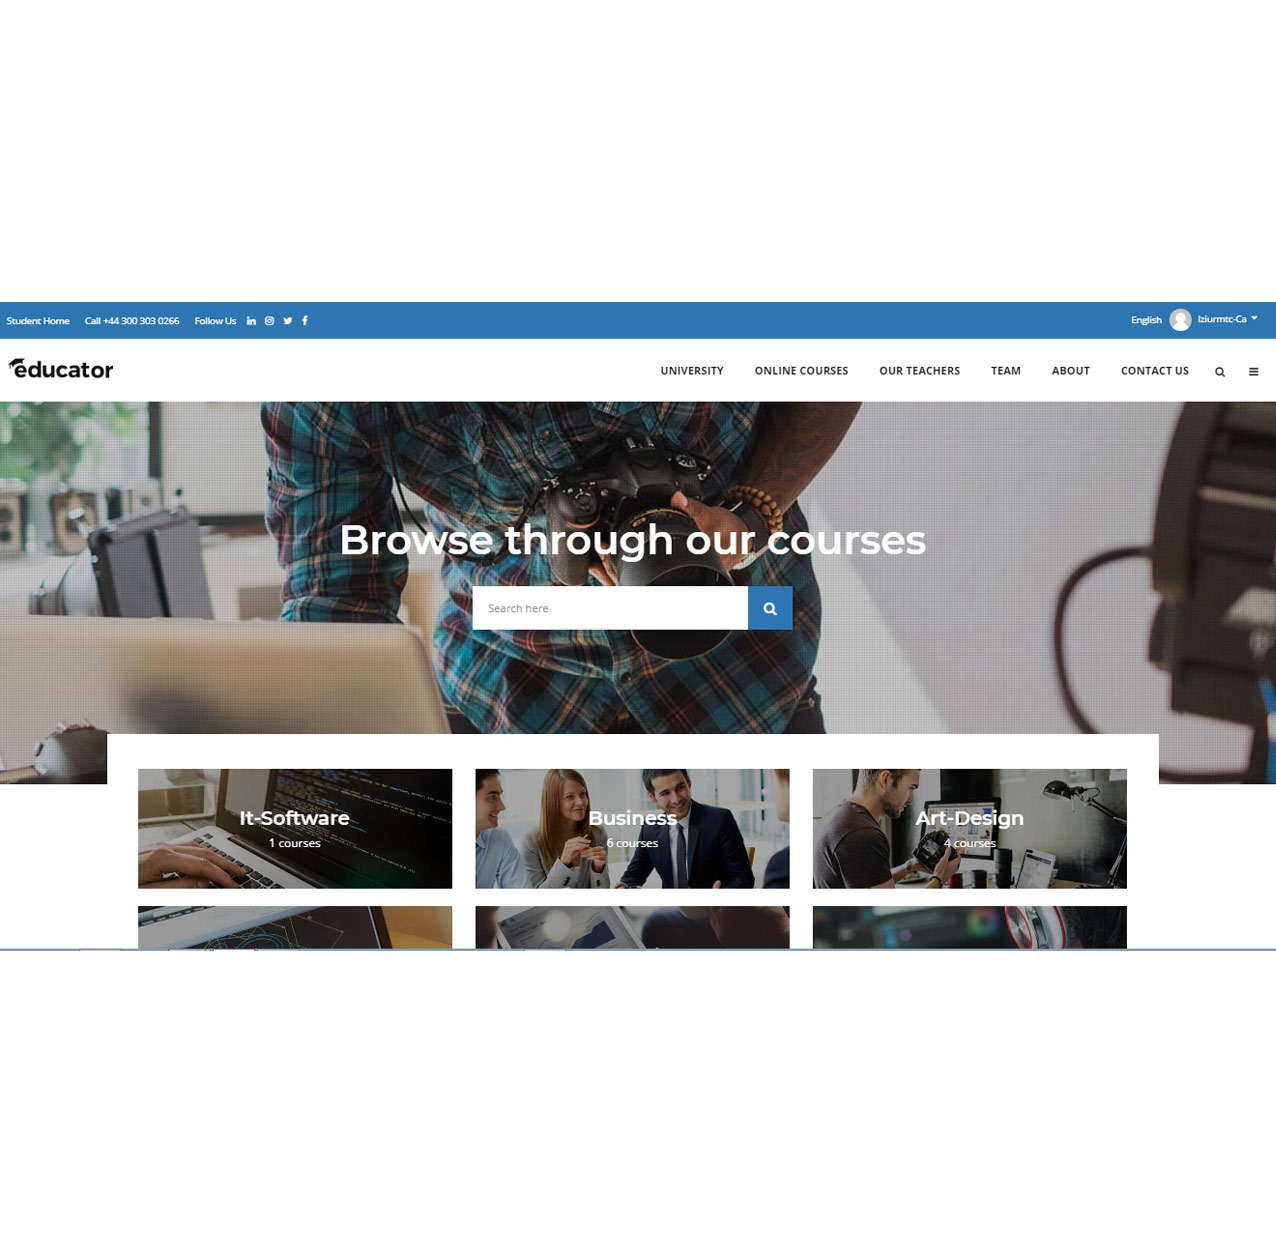 Student Home Call +44 300 303 0266 Follow Us English lziurmtc-Ca
educator UNIVERSITY ONLINE COURSES OUR TEACHERS TEAM ABOUT CONTACT US
Browse through our courses
Search here
It-Software Business Art-Design
1 courses 6 courses 4 courses